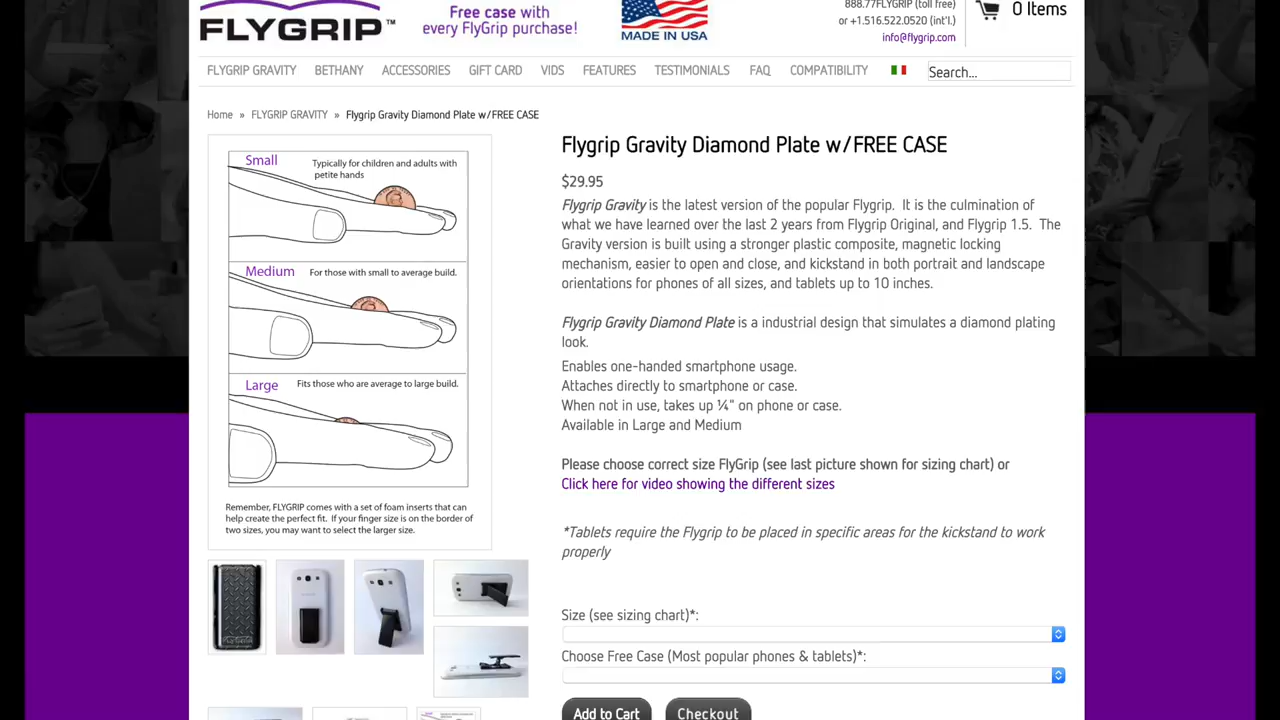 FLYGRIP™
Free case with
every FlyGrip purchase!
MADE IN USA
888.77FLYGRIP (toll free)
or +1.516.522.0520 (int'l.)
info@flygrip.com
0 Items
FLYGRIP GRAVITY BETHANY ACCESSORIES GIFT CARD VIDS FEATURES TESTIMONIALS FAQ COMPATIBILITY Search...
Home » FLYGRIP GRAVITY » Flygrip Gravity Diamond Plate w/FREE CASE
Small
Typically for children and adults with
petite hands
Medium
For those with small to average build.
Large
Fits those who are average to large build.
Remember, FLYGRIP comes with a set of foam inserts that can
help create the perfect fit. If your finger size is on the border of
two sizes, you may want to select the larger size.
FLYGRIP
Flygrip Gravity Diamond Plate w/FREE CASE
$29.95
Flygrip Gravity is the latest version of the popular Flygrip. It is the culmination of
what we have learned over the last 2 years from Flygrip Original, and Flygrip 1.5. The
Gravity version is built using a stronger plastic composite, magnetic locking
mechanism, easier to open and close, and kickstand in both portrait and landscape
orientations for phones of all sizes, and tablets up to 10 inches.
Flygrip Gravity Diamond Plate is a industrial design that simulates a diamond plating
look.
Enables one-handed smartphone usage.
Attaches directly to smartphone or case.
When not in use, takes up ¼" on phone or case.
Available in Large and Medium
Please choose correct size FlyGrip (see last picture shown for sizing chart) or
Click here for video showing the different sizes
*Tablets require the Flygrip to be placed in specific areas for the kickstand to work
properly
Size (see sizing chart)*:
Choose Free Case (Most popular phones & tablets)*:
Add to Cart Checkout